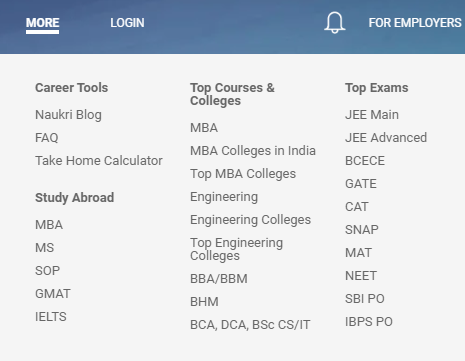 MORE
LOGIN
FOR EMPLOYERS
Career Tools
Naukri Blog
FAQ
Take Home Calculator
Study Abroad
MBA
MS
SOP
GMAT
IELTS
Top Courses &
Colleges
MBA
MBA Colleges in India
Top MBA Colleges
Engineering
Engineering Colleges
Top Engineering
Colleges
BBA/BBM
BHM
BCA, DCA, BSc CS/IT
Top Exams
JEE Main
JEE Advanced
BCECE
GATE
CAT
SNAP
MAT
NEET
SBI PO
IBPS PO